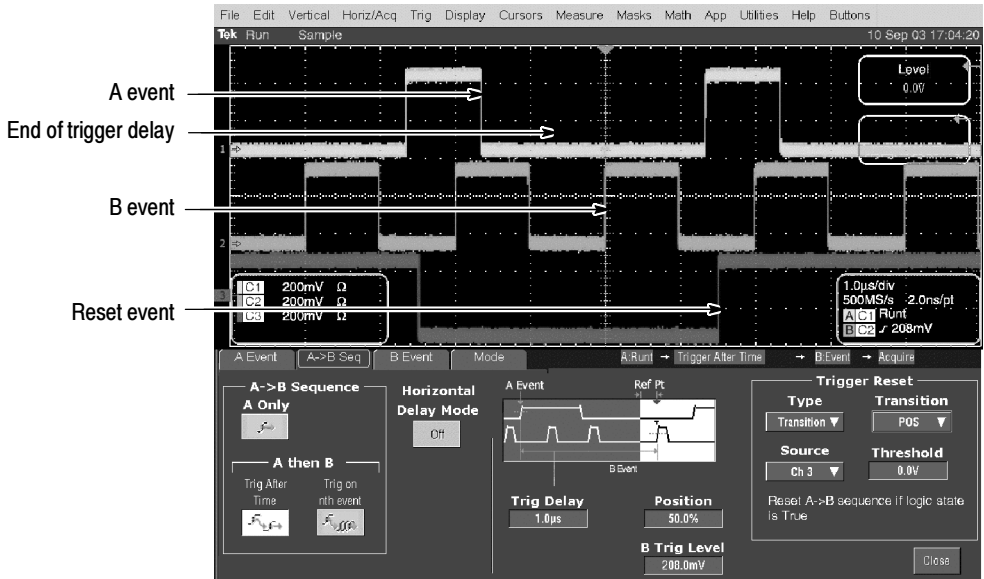 File Edit Vertical Horiz/Acq Trig Display Cursors Measure Masks Math App Utilities Help Buttons
Tek Run Sample 10 Sep 03 17:04:20
Level
0.0V
A event
End of trigger delay
1
B event
2
Reset event
3
C1 200mV Ω
C2 200mV Ω
C3 200mV Ω
1.0µs/div
500MS/s 2.0ns/pt
A C1 Runt
B C2 208mV
A Event A->B Seq B Event Mode A:Runt → Trigger After Time → B:Event → Acquire
A->B Sequence
A Only
A then B
Trig After Time
Trig on nth event
Horizontal
Delay Mode
Off
A Event Ref Pt
B Event
Trig Delay
1.0µs
Position
50.0%
B Trig Level
208.0mV
Trigger Reset
Type Transition
Transition POS
Source Threshold
Ch 3 0.0V
Reset A->B sequence if logic state
is True
Close